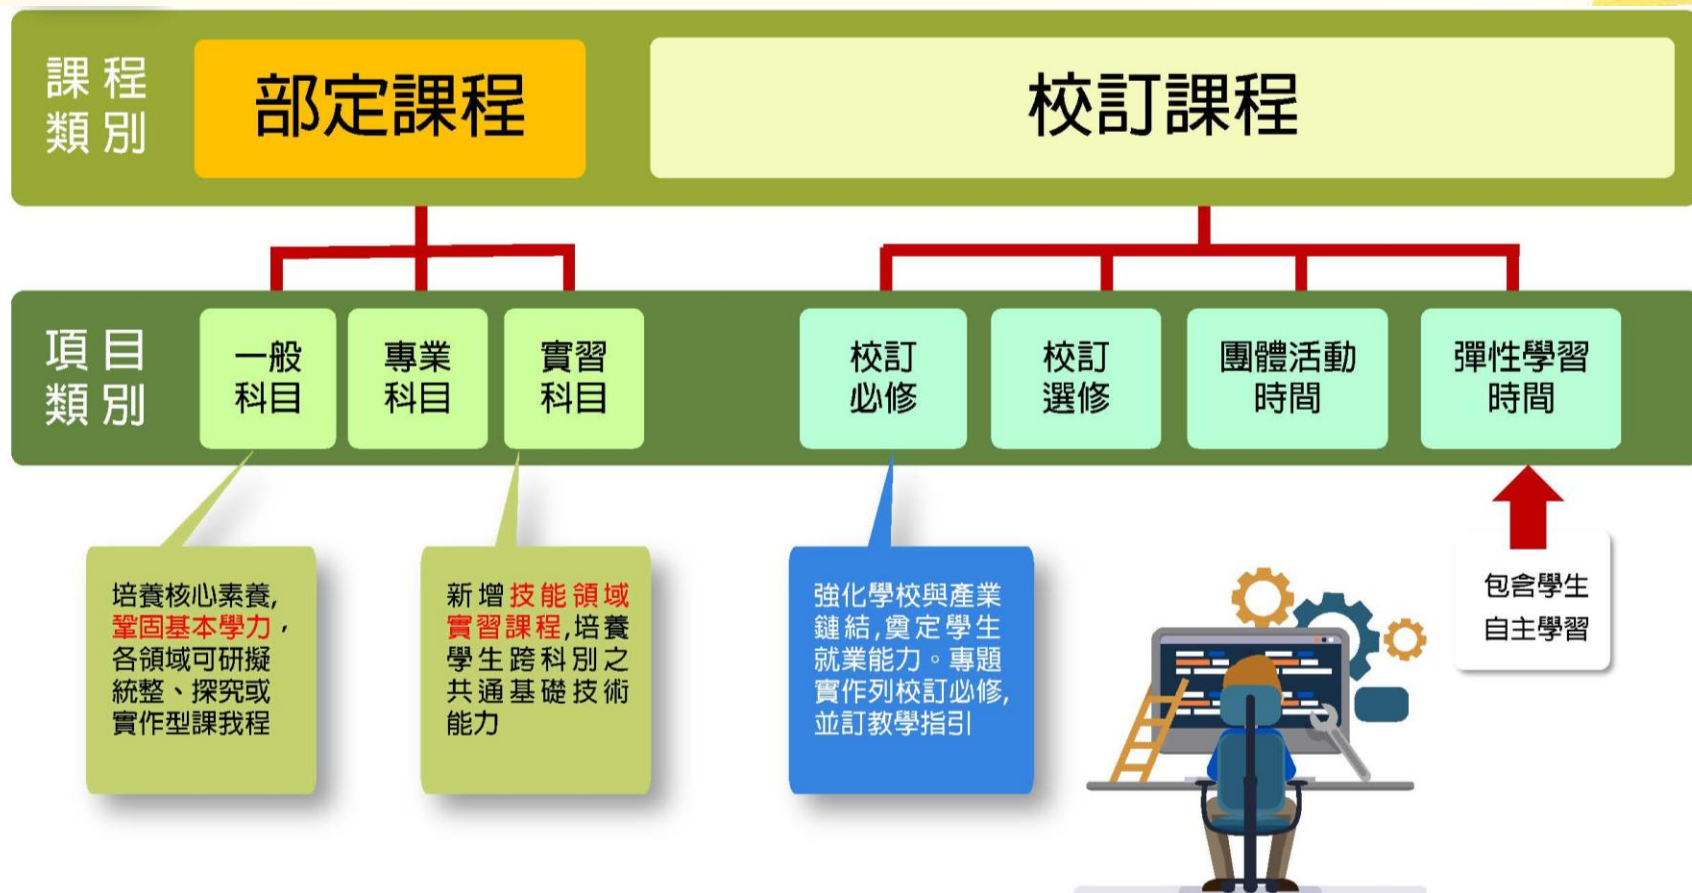 課程
類別
部定課程
校訂課程
項目
類別
一般
科目
專業
科目
實習
科目
校訂
必修
校訂
選修
團體活動
時間
彈性學習
時間
培養核心素養,
鞏固基本學力，
各領域可研擬
統整、探究或
實作型課我程
新增技能領域
實習課程,培養
學生跨科別之
共通基礎技術
能力
強化學校與產業
鏈結,奠定學生
就業能力。專題
實作列校訂必修,
並訂教學指引
包含學生
自主學習